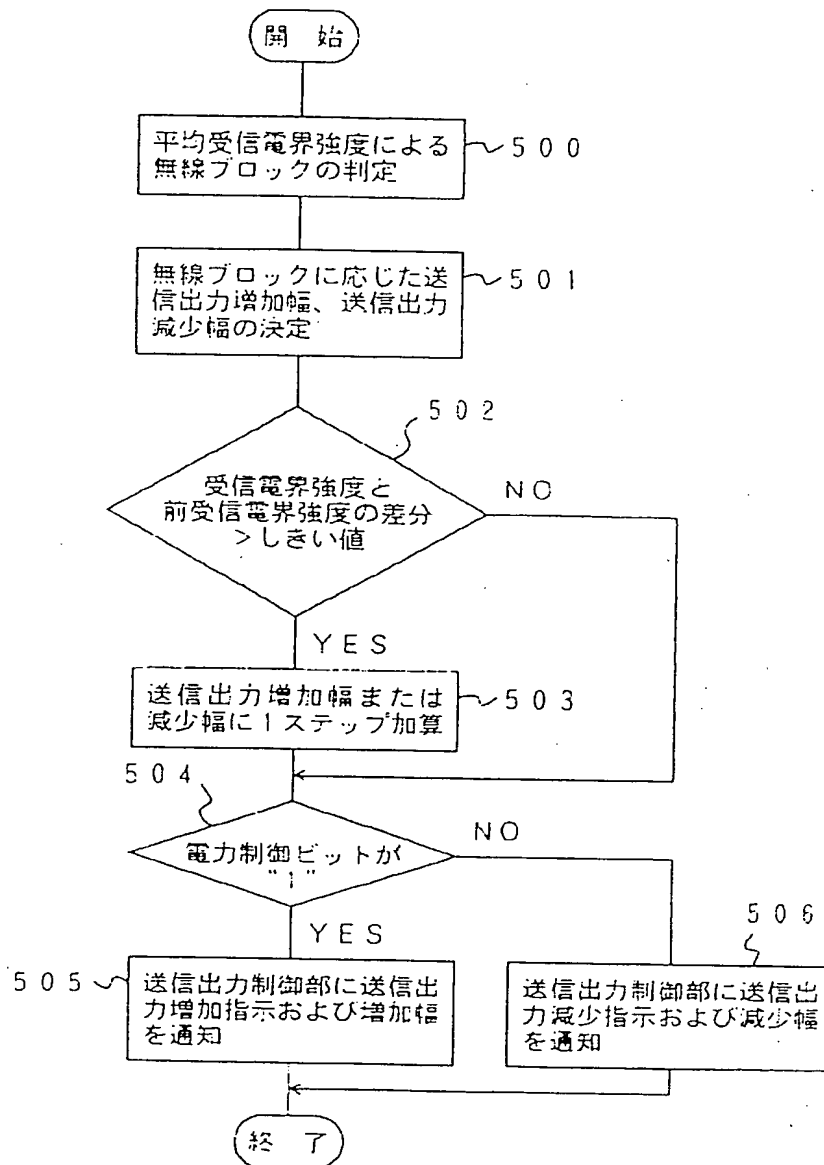 開 始
平均受信電界強度による
無線ブロックの判定
500
無線ブロックに応じた送
信出力増加幅、送信出力
減少幅の決定
501
502
受信電界強度と
前受信電界強度の差分
>しきい値
NO
YES
送信出力増加幅または
減少幅に1ステップ加算
503
504
電力制御ビットが
"1"
NO
YES
505
送信出力制御部に送信出
力増加指示および増加幅
を通知
506
送信出力制御部に送信出
力減少指示および減少幅
を通知
終 了